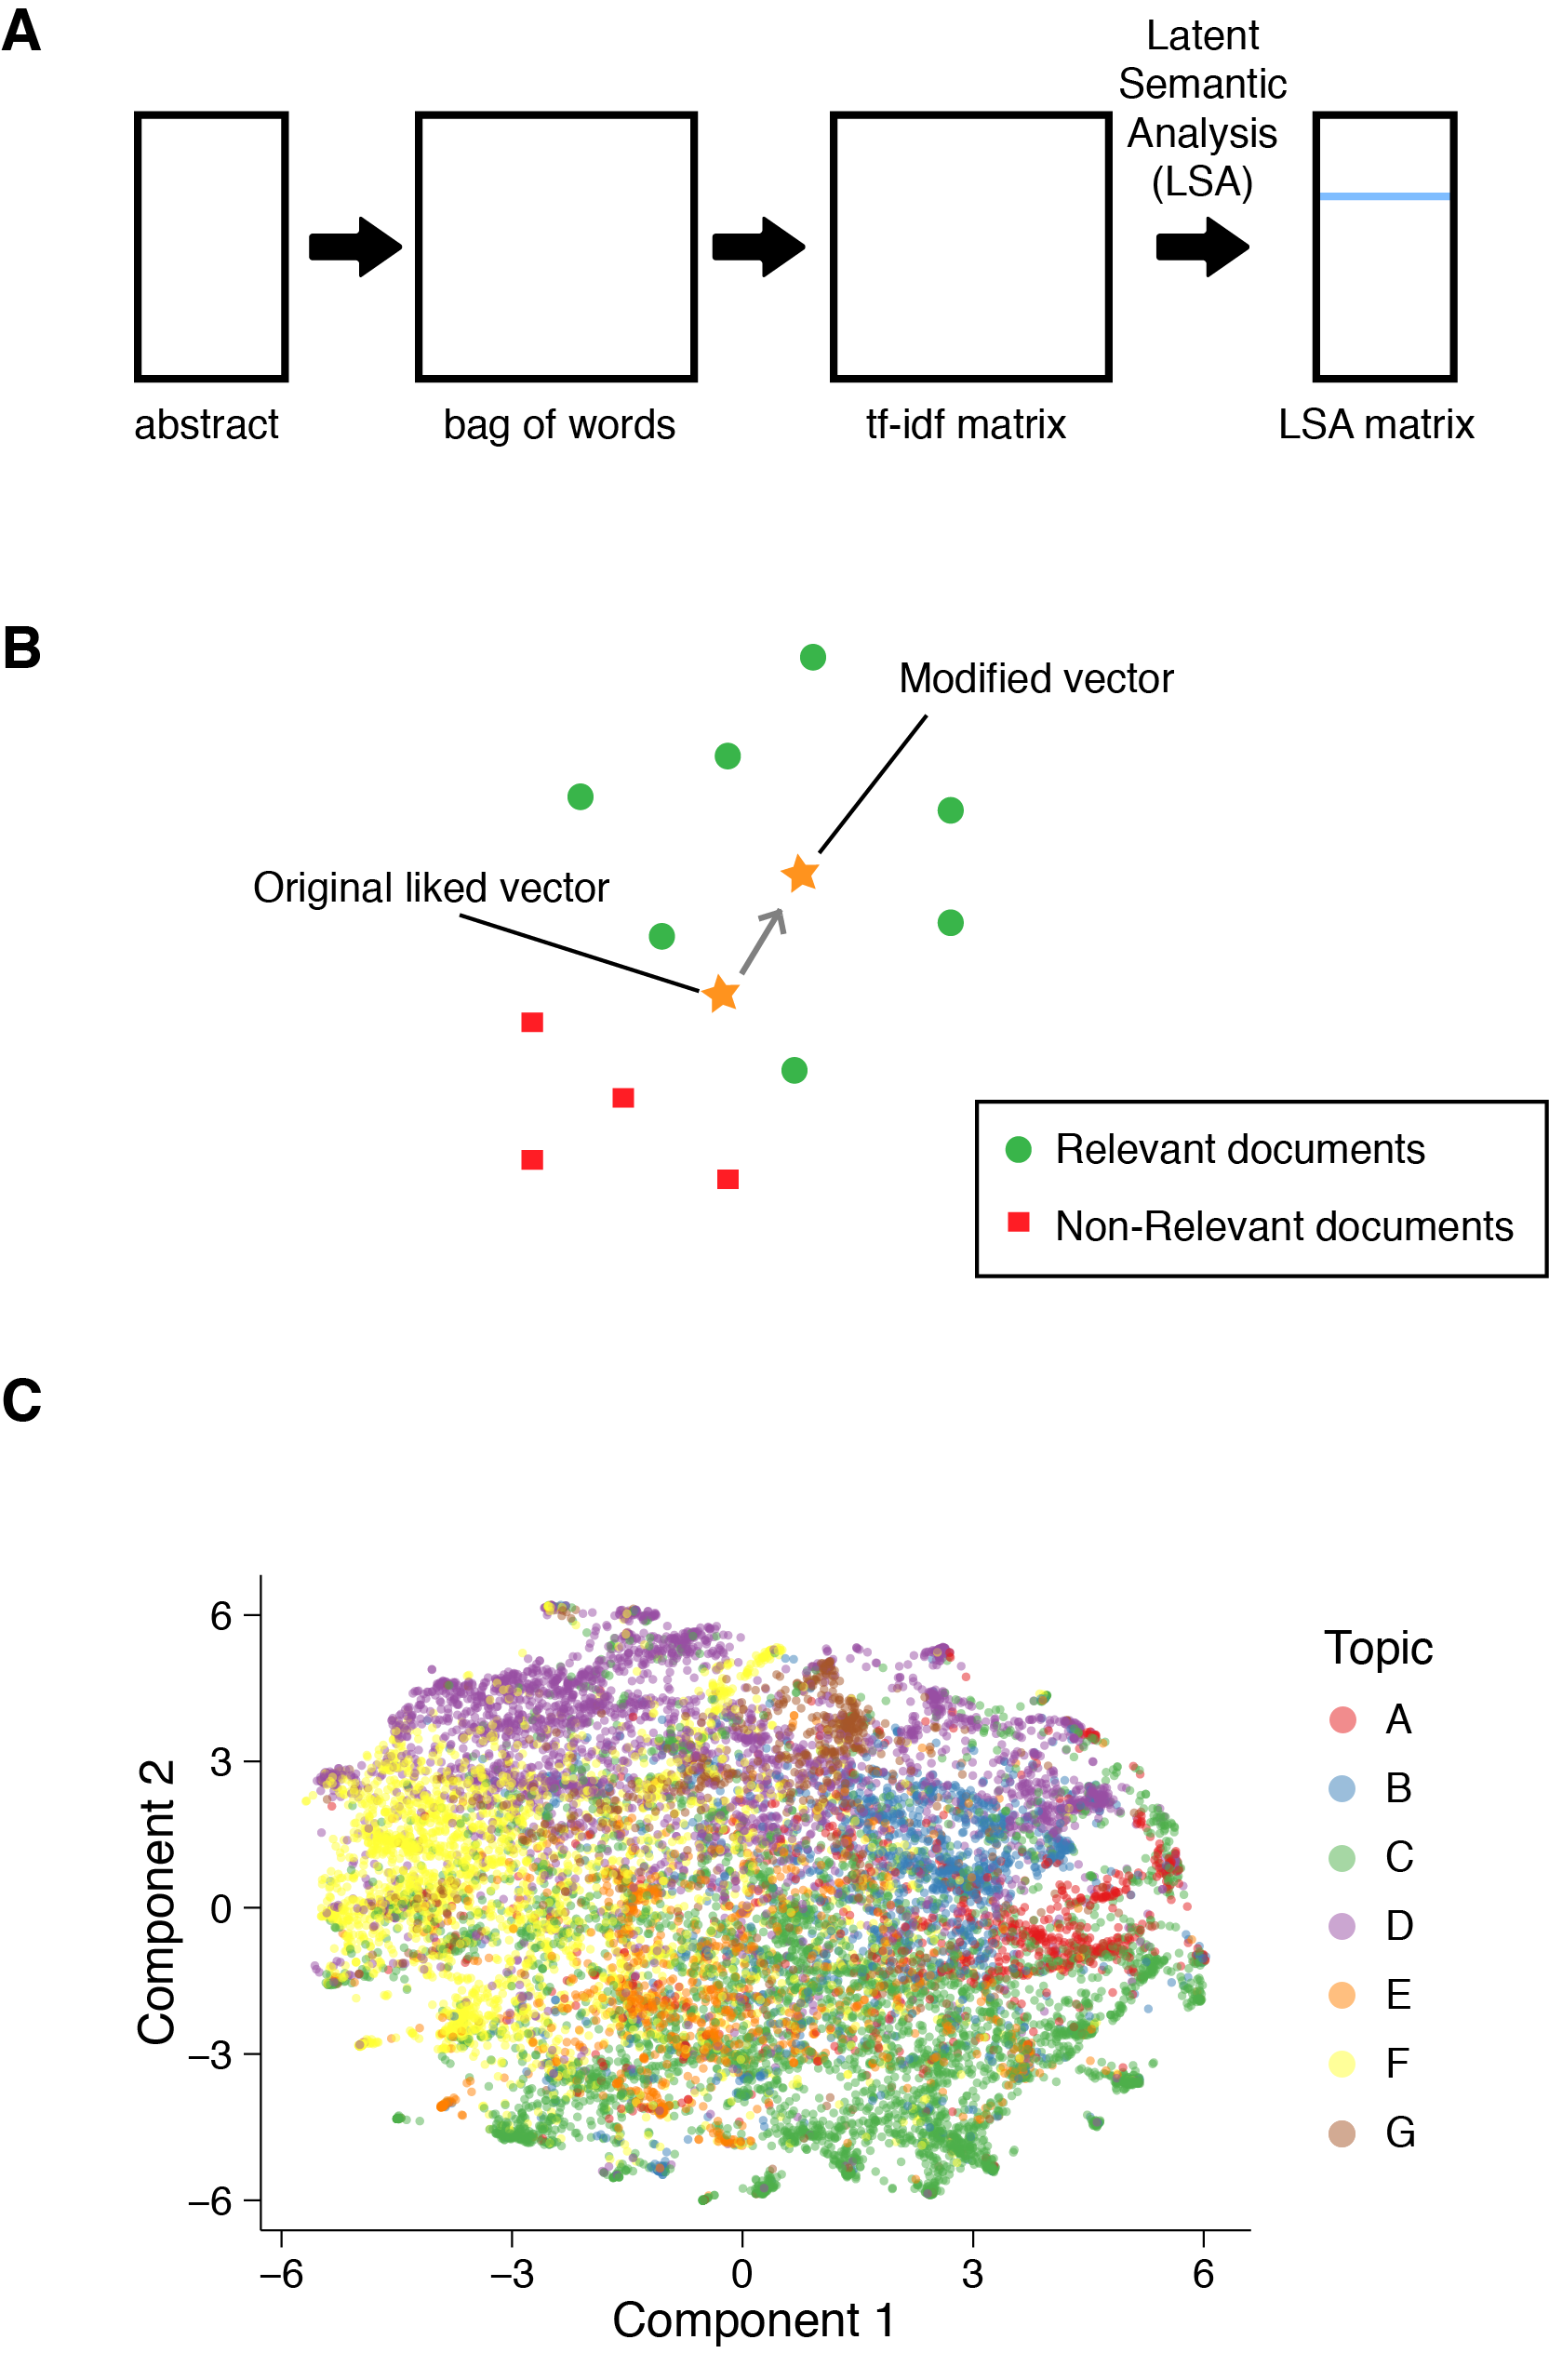 A
Latent
Semantic
Analysis
(LSA)
abstract
bag of words
tf-idf matrix
LSA matrix
B
Modified vector
Original liked vector
Relevant documents
Non-Relevant documents
C
Component 2
6
3
0
−3
−6
−6
−3
0
3
6
Component 1
Topic
A
B
C
D
E
F
G